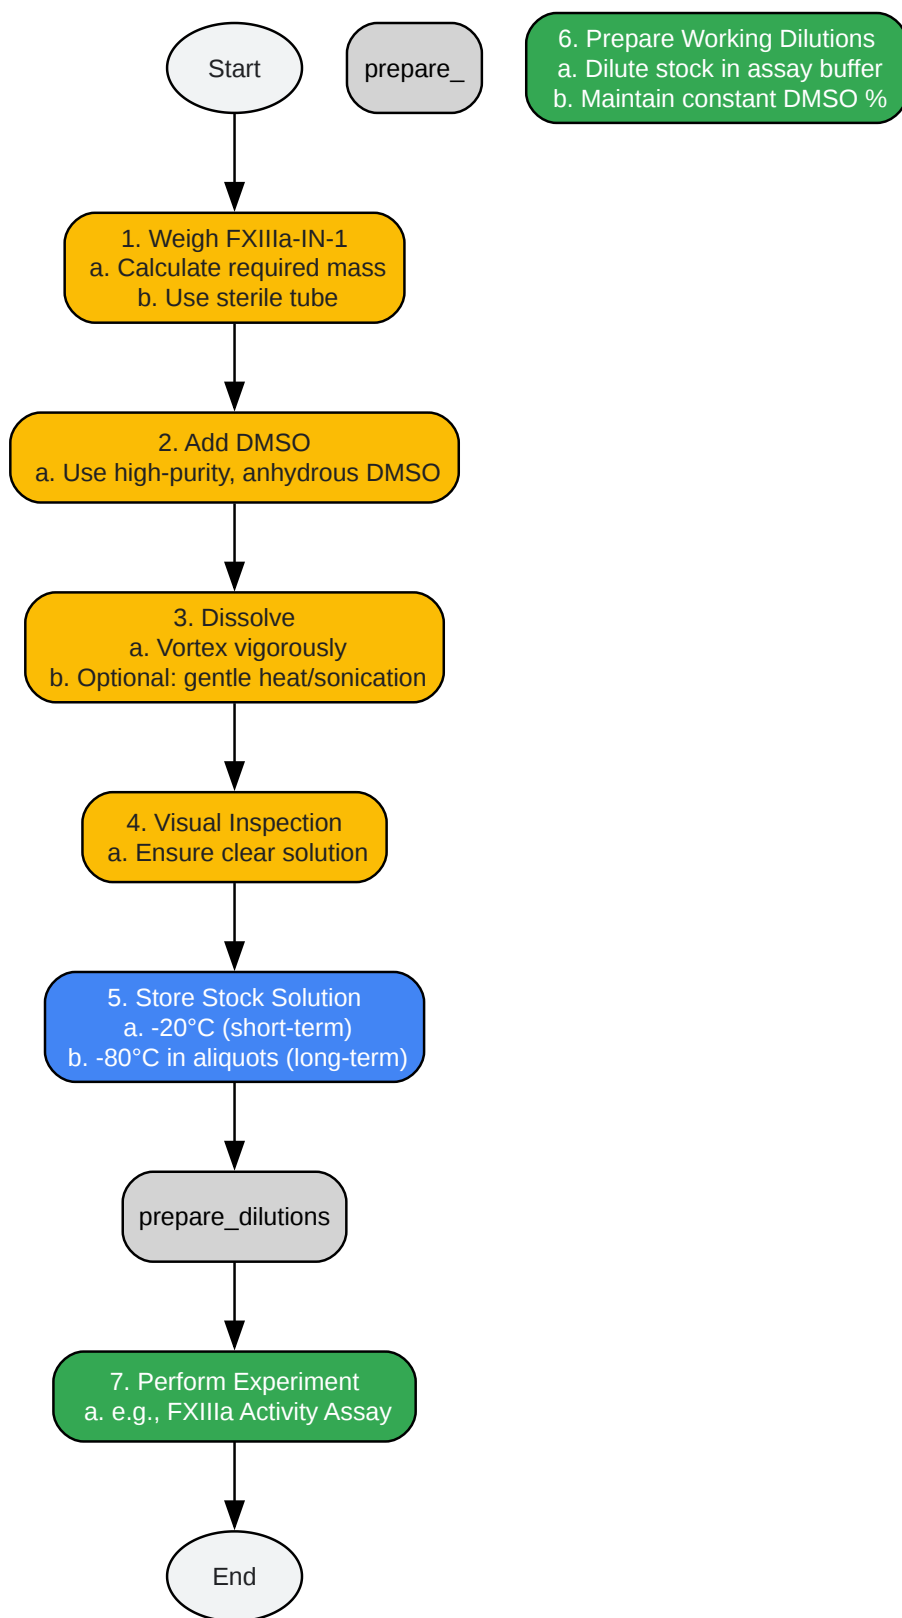 Start
prepare_
6. Prepare Working Dilutions
a. Dilute stock in assay buffer
b. Maintain constant DMSO %
1. Weigh FXIIIa-IN-1
a. Calculate required mass
b. Use sterile tube
2. Add DMSO
a. Use high-purity, anhydrous DMSO
3. Dissolve
a. Vortex vigorously
b. Optional: gentle heat/sonication
4. Visual Inspection
a. Ensure clear solution
5. Store Stock Solution
a. -20°C (short-term)
b. -80°C in aliquots (long-term)
prepare_dilutions
7. Perform Experiment
a. e.g., FXIIIa Activity Assay
End